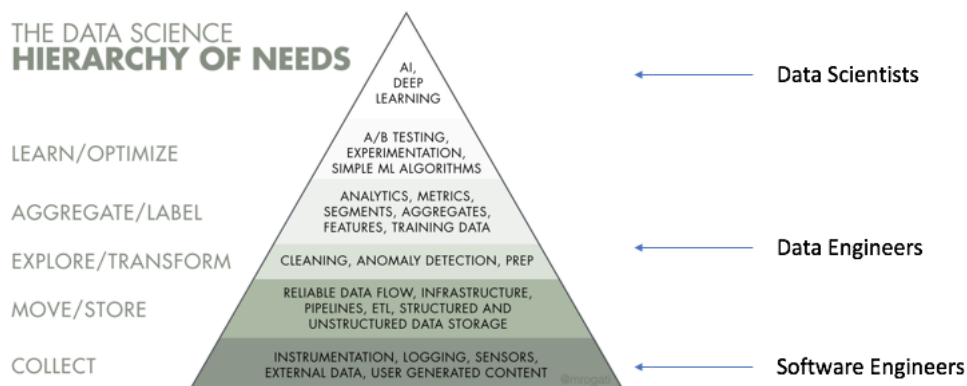 THE DATA SCIENCE
HIERARCHY OF NEEDS
AI,
DEEP
LEARNING
Data Scientists
LEARN/OPTIMIZE
A/B TESTING,
EXPERIMENTATION,
SIMPLE ML ALGORITHMS
AGGREGATE/LABEL
ANALYTICS, METRICS,
SEGMENTS, AGGREGATES,
FEATURES, TRAINING DATA
Data Engineers
EXPLORE/TRANSFORM
CLEANING, ANOMALY DETECTION, PREP
MOVE/STORE
RELIABLE DATA FLOW, INFRASTRUCTURE,
PIPELINES, ETL, STRUCTURED AND
UNSTRUCTURED DATA STORAGE
COLLECT
INSTRUMENTATION, LOGGING, SENSORS,
EXTERNAL DATA, USER GENERATED CONTENT
@mrogati
Software Engineers